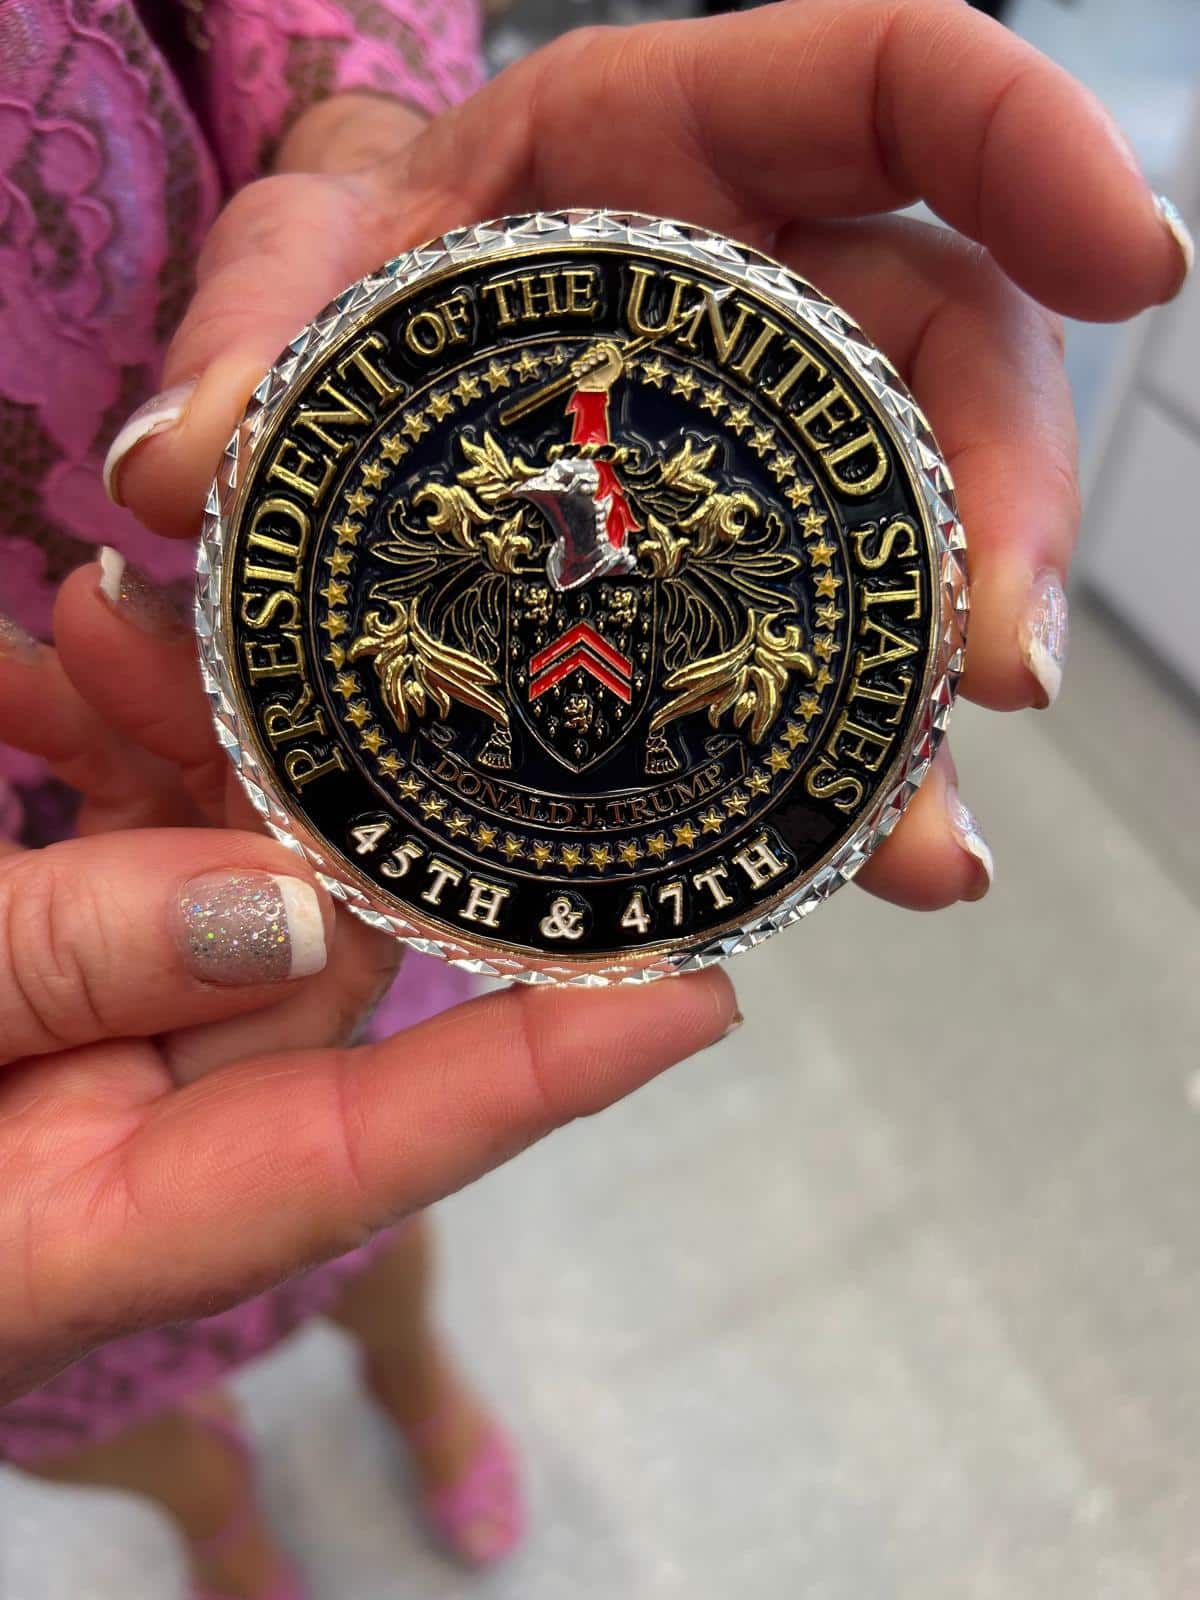 PRESIDENT OF THE UNITED STATES
DONALD J. TRUMP
45TH & 47TH